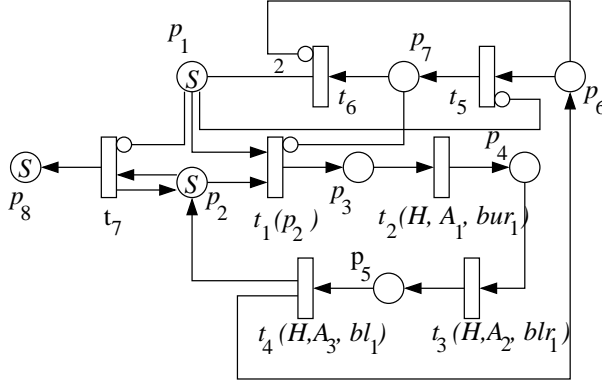 p1
S
2
t6
p7
t5
p6
S
p8
t7
S
p2
t1(p2)
p3
p4
t2(H, A1, bur1)
p5
t4(H,A3, bl1)
t3(H,A2, blr1)